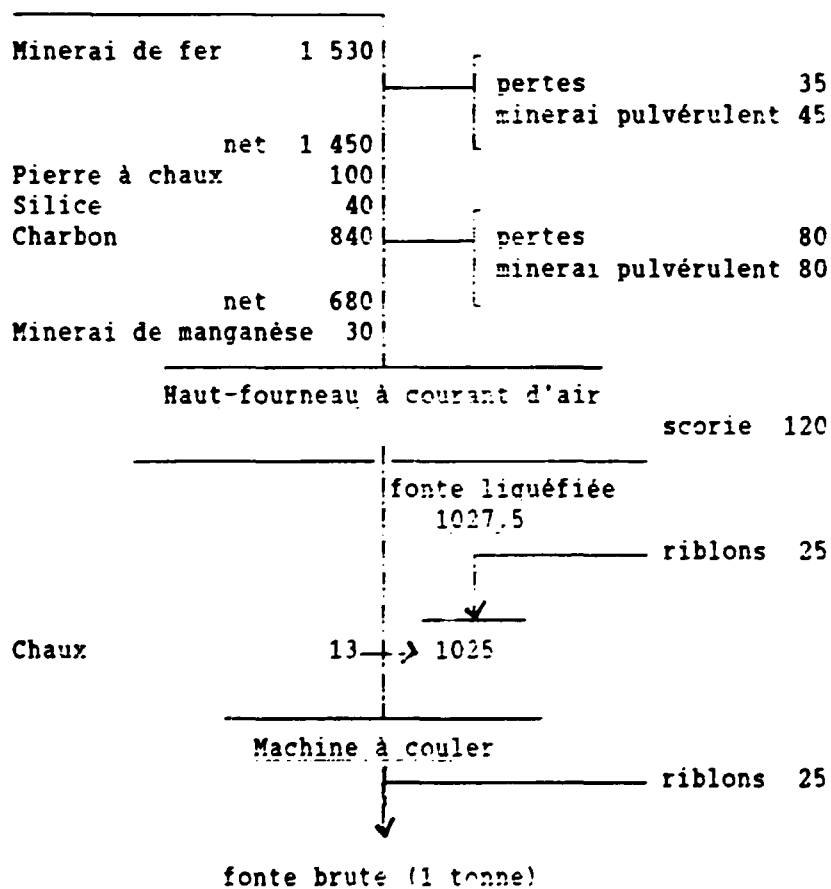 Minerai de fer 1 530
pertes 35
minerai pulvérulent 45
net 1 450
Pierre à chaux 100
Silice 40
Charbon 840
pertes 80
minerai pulvérulent 80
net 680
Minerai de manganèse 30
Haut-fourneau à courant d'air
scorie 120
fonte liquéfiée
1027,5
riblons 25
Chaux 13 1025
Machine à couler
riblons 25
fonte brute (1 tonne)